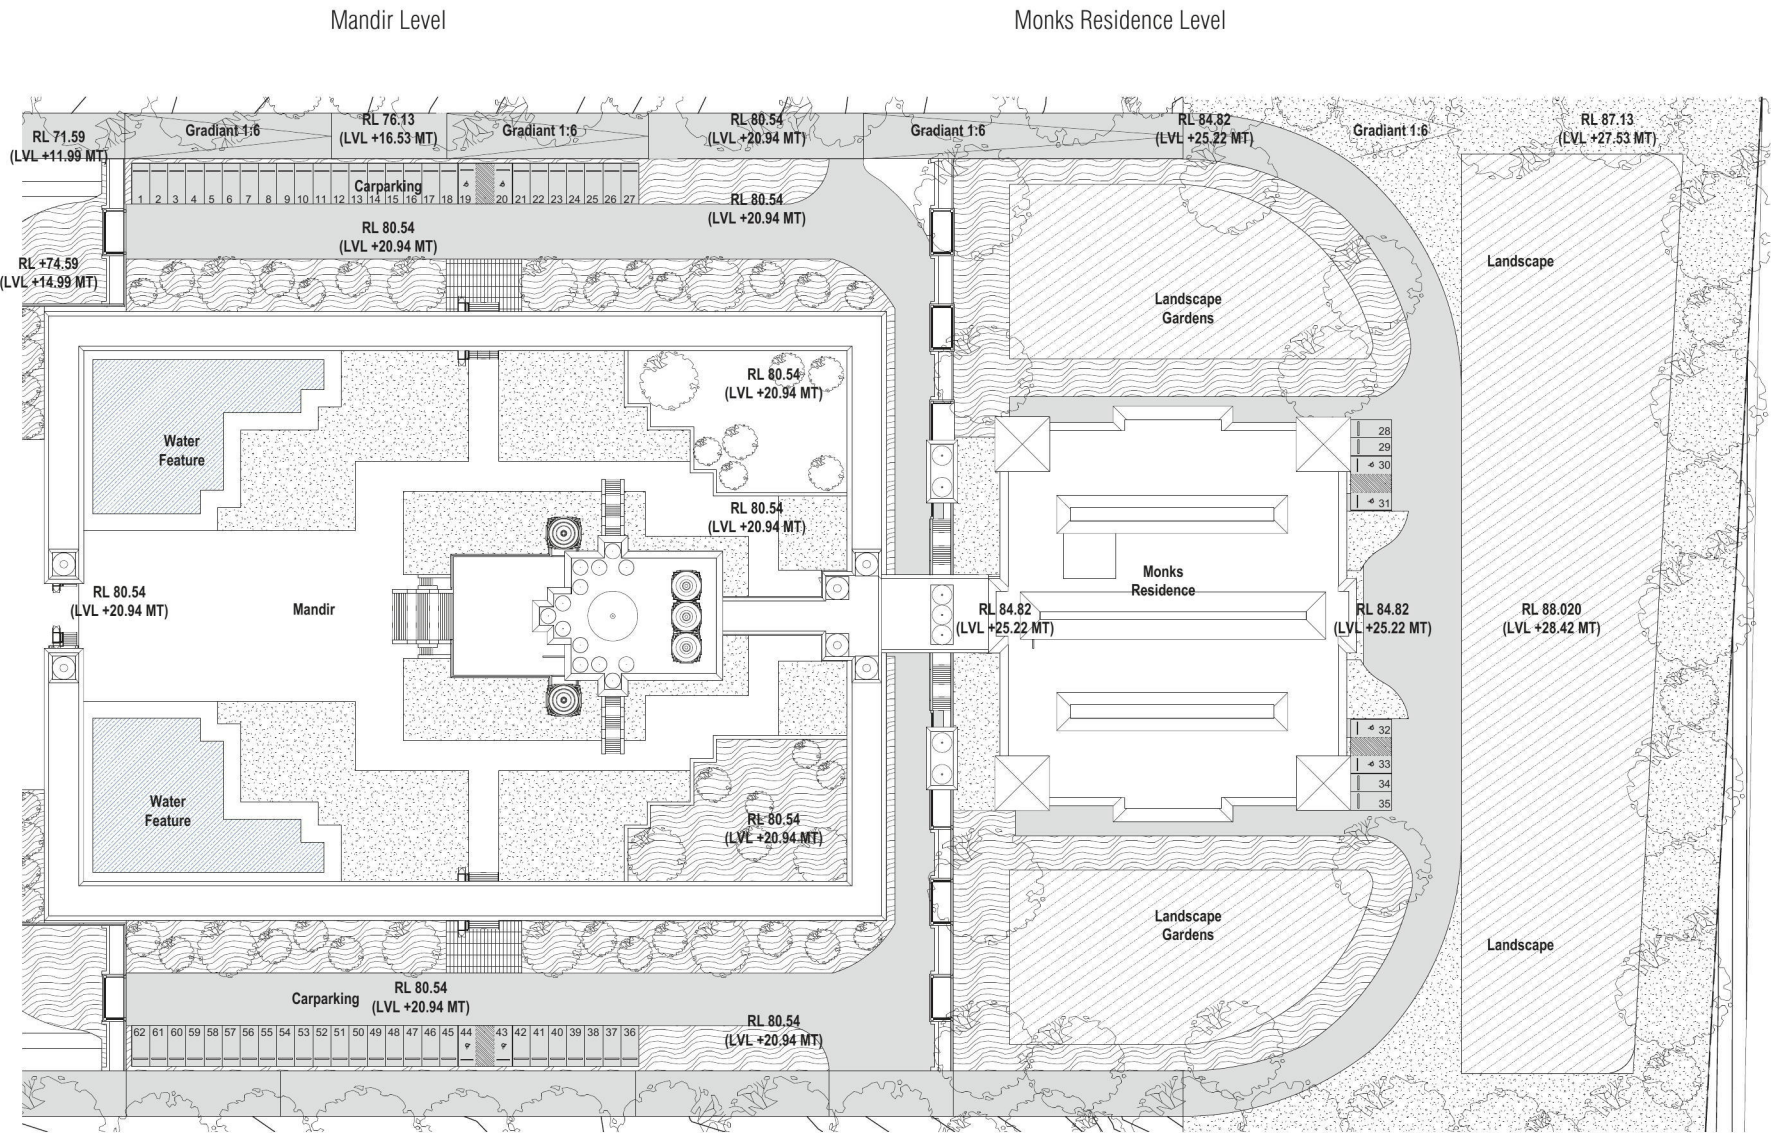 Mandir Level
Monks Residence Level
RL 71.59
(LVL +11.99 MT)
Gradiant 1:6
RL 76.13
(LVL +16.53 MT)
Gradiant 1:6
RL 80.54
(LVL +20.94 MT)
Gradiant 1:6
RL 84.82
(LVL +25.22 MT)
Gradiant 1:6
RL 87.13
(LVL +27.53 MT)
Carparking
1 2 3 4 5 6 7 8 9 10 11 12 13 14 15 16 17 18 19 20 21 22 23 24 25 26 27
RL 80.54
(LVL +20.94 MT)
RL 80.54
(LVL +20.94 MT)
RL +74.59
(LVL +14.99 MT)
Landscape
Landscape
Gardens
RL 80.54
(LVL +20.94 MT)
Water
Feature
28
29
30
31
RL 80.54
(LVL +20.94 MT)
Monks
Residence
RL 80.54
(LVL +20.94 MT)
Mandir
RL 84.82
(LVL +25.22 MT)
RL 84.82
(LVL +25.22 MT)
RL 88.020
(LVL +28.42 MT)
32
33
34
35
Water
Feature
RL 80.54
(LVL +20.94 MT)
Landscape
Gardens
Landscape
Carparking
RL 80.54
(LVL +20.94 MT)
RL 80.54
(LVL +20.94 MT)
62 61 60 59 58 57 56 55 54 53 52 51 50 49 48 47 46 45 44 43 42 41 40 39 38 37 36